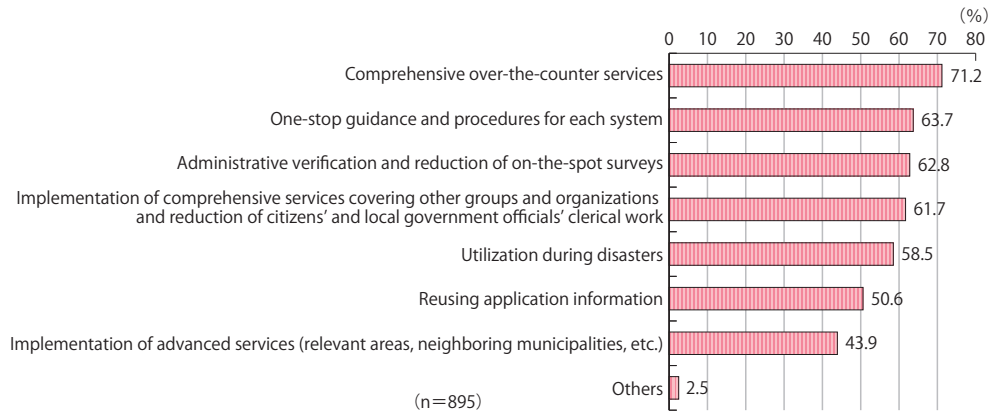 （%）
0 10 20 30 40 50 60 70 80
Comprehensive over-the-counter services 71.2
One-stop guidance and procedures for each system 63.7
Administrative verification and reduction of on-the-spot surveys 62.8
Implementation of comprehensive services covering other groups and organizations
and reduction of citizens’ and local government officials’ clerical work 61.7
Utilization during disasters 58.5
Reusing application information 50.6
Implementation of advanced services (relevant areas, neighboring municipalities, etc.) 43.9
Others 2.5
（n＝895）